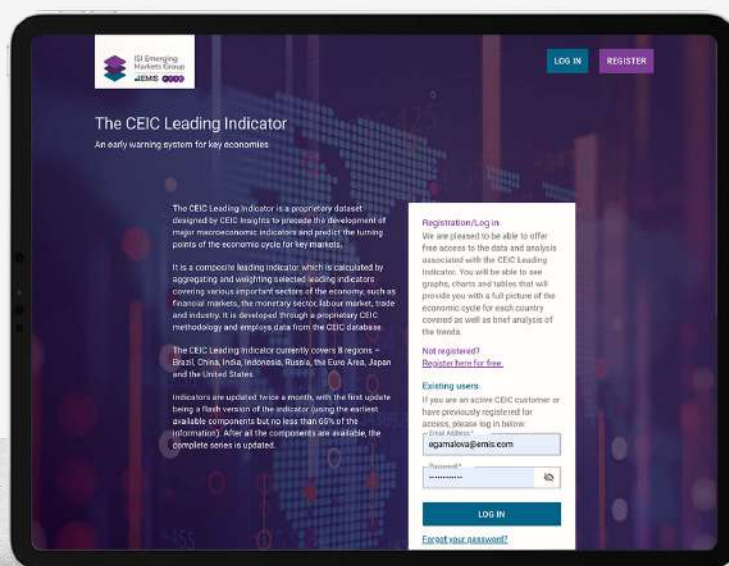 ISI Emerging
Markets Group
EMIS CEIC
LOG IN
REGISTER
The CEIC Leading Indicator
An early warning system for key economies
The CEIC Leading Indicator is a proprietary dataset
designed by CEIC Insights to precede the development of
major macroeconomic indicators and predict the turning
points of the economic cycle for key markets.
It is a composite leading indicator which is calculated by
aggregating and weighting selected leading indicators
covering various important sectors of the economy, such as
financial markets, the monetary sector, labour market, trade
and industry. It is developed through a proprietary CEIC
methodology and employs data from the CEIC database.
The CEIC Leading Indicator currently covers 8 regions –
Brazil, China, India, Indonesia, Russia, the Euro Area, Japan
and the United States.
Indicators are updated twice a month, with the first update
being a flash version of the indicator (using the earliest
available components but no less than 65% of the
information). After all the components are available, the
complete series is updated.
Registration/Log in
We are pleased to be able to offer
free access to the data and analysis
associated with the CEIC Leading
Indicator. You will be able to see
graphs, charts and tables that will
provide you with a full picture of the
economic cycle for each country
covered as well as brief analysis of
the trends.
Not registered?
Register here for free.
Existing users
If you are an active CEIC customer or
have previously registered for
access, please log in below:
Email Address *
egamalova@emis.com
Password *
LOG IN
Forgot your password?